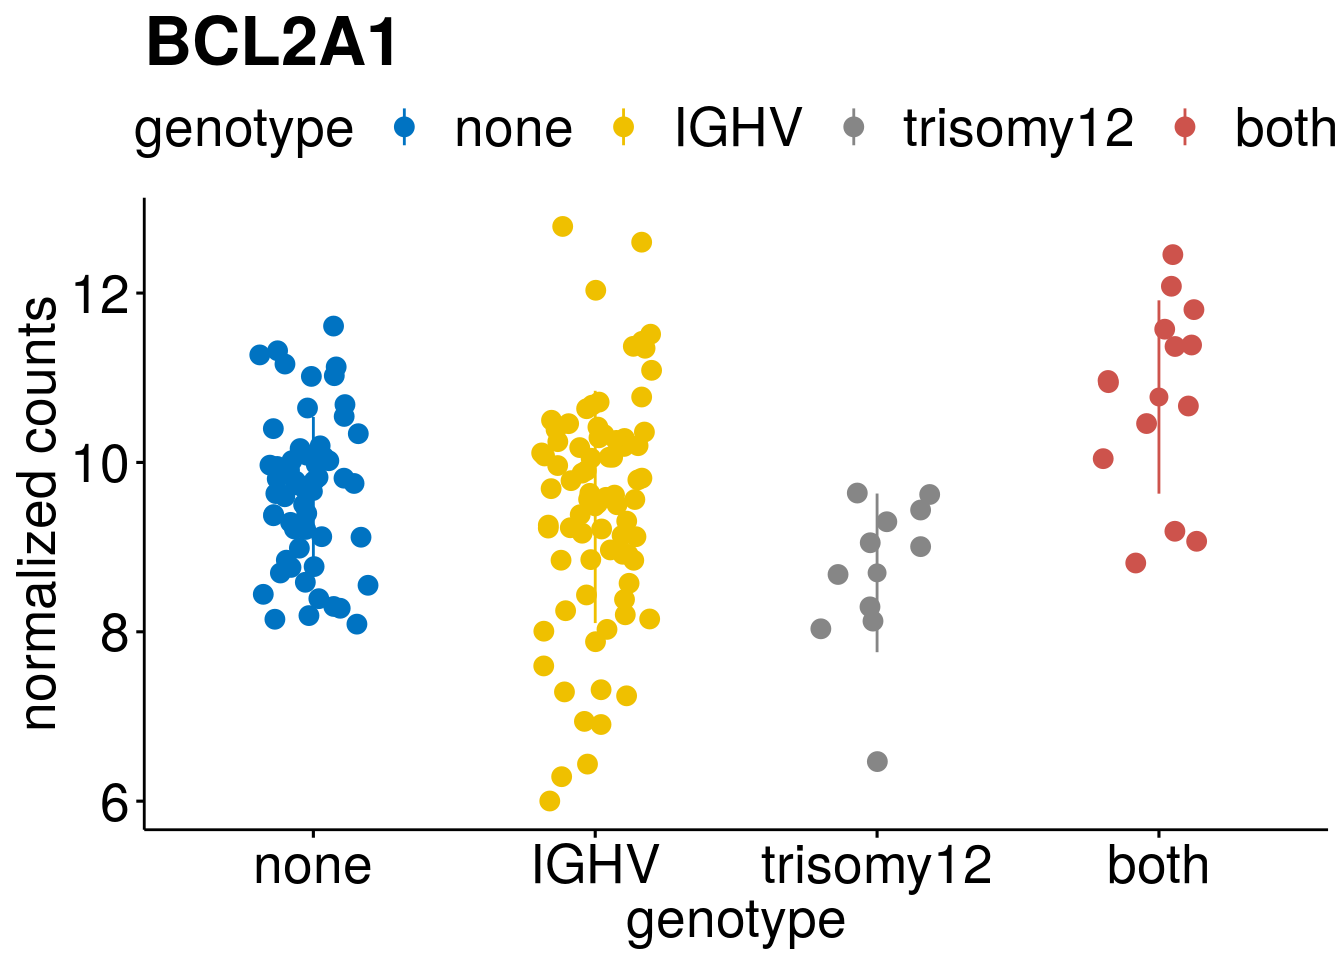 BCL2A1
genotype none IGHV trisomy12 both
normalized counts
12
10
8
6
none IGHV trisomy12 both
genotype